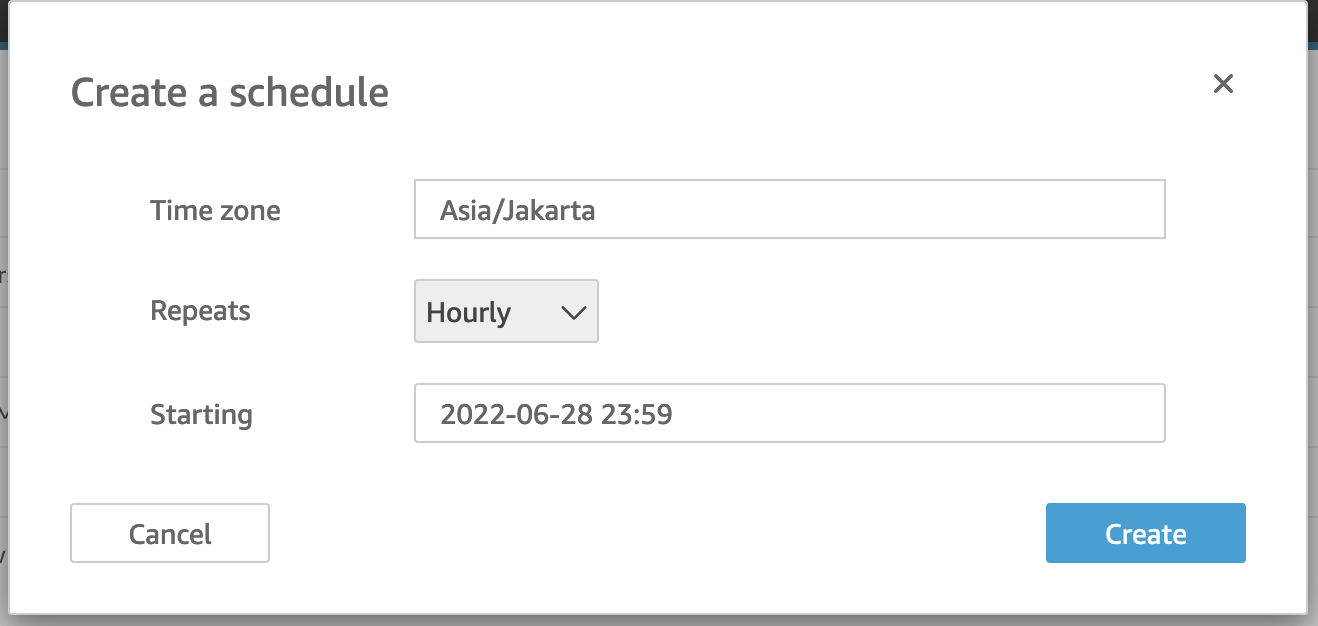 Create a schedule
Time zone
Asia/Jakarta
Repeats
Hourly
Starting
2022-06-28 23:59
Cancel
Create